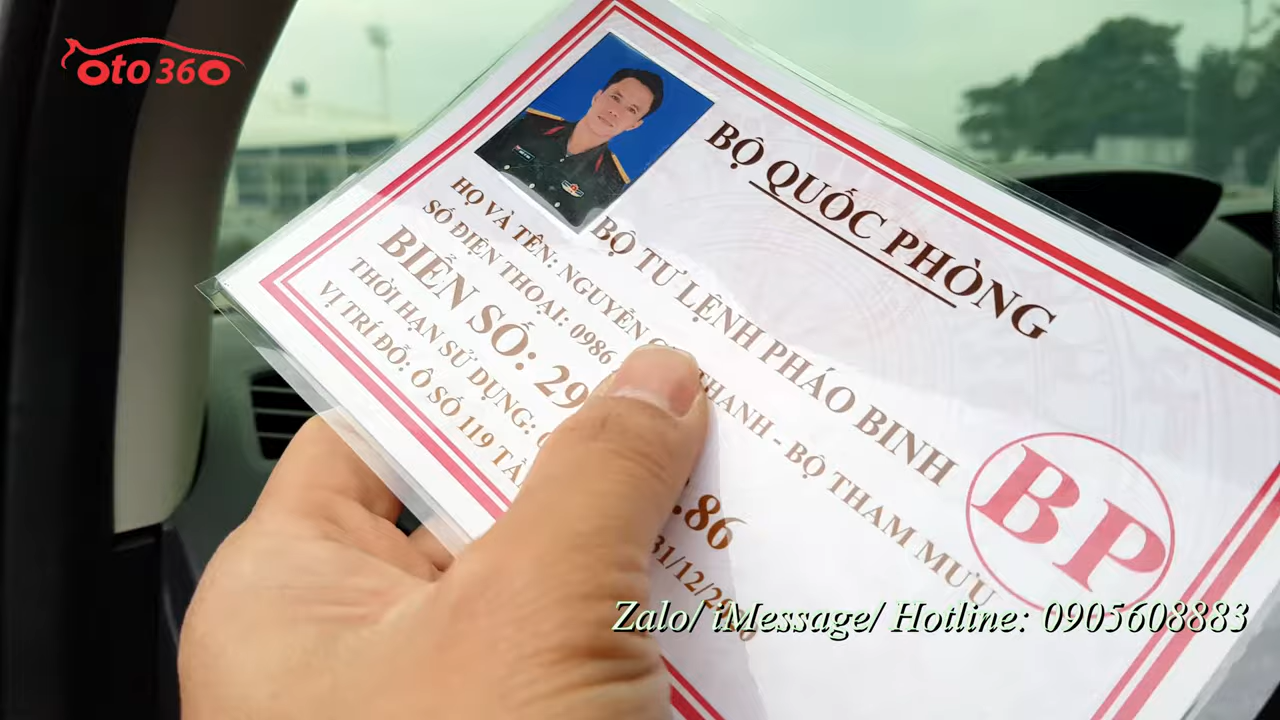 oto360
BỘ QUỐC PHÒNG
BỘ TƯ LỆNH PHÁO BINH
HỌ VÀ TÊN: NGUYỄN THANH - BỘ THAM MƯU
SỐ ĐIỆN THOẠI: 0986
BIỂN SỐ: 29 .86
THỜI HẠN SỬ DỤNG: 31/12/
VỊ TRÍ ĐỖ: Ô SỐ 119
BP
Zalo/ iMessage/ Hotline: 0905608883